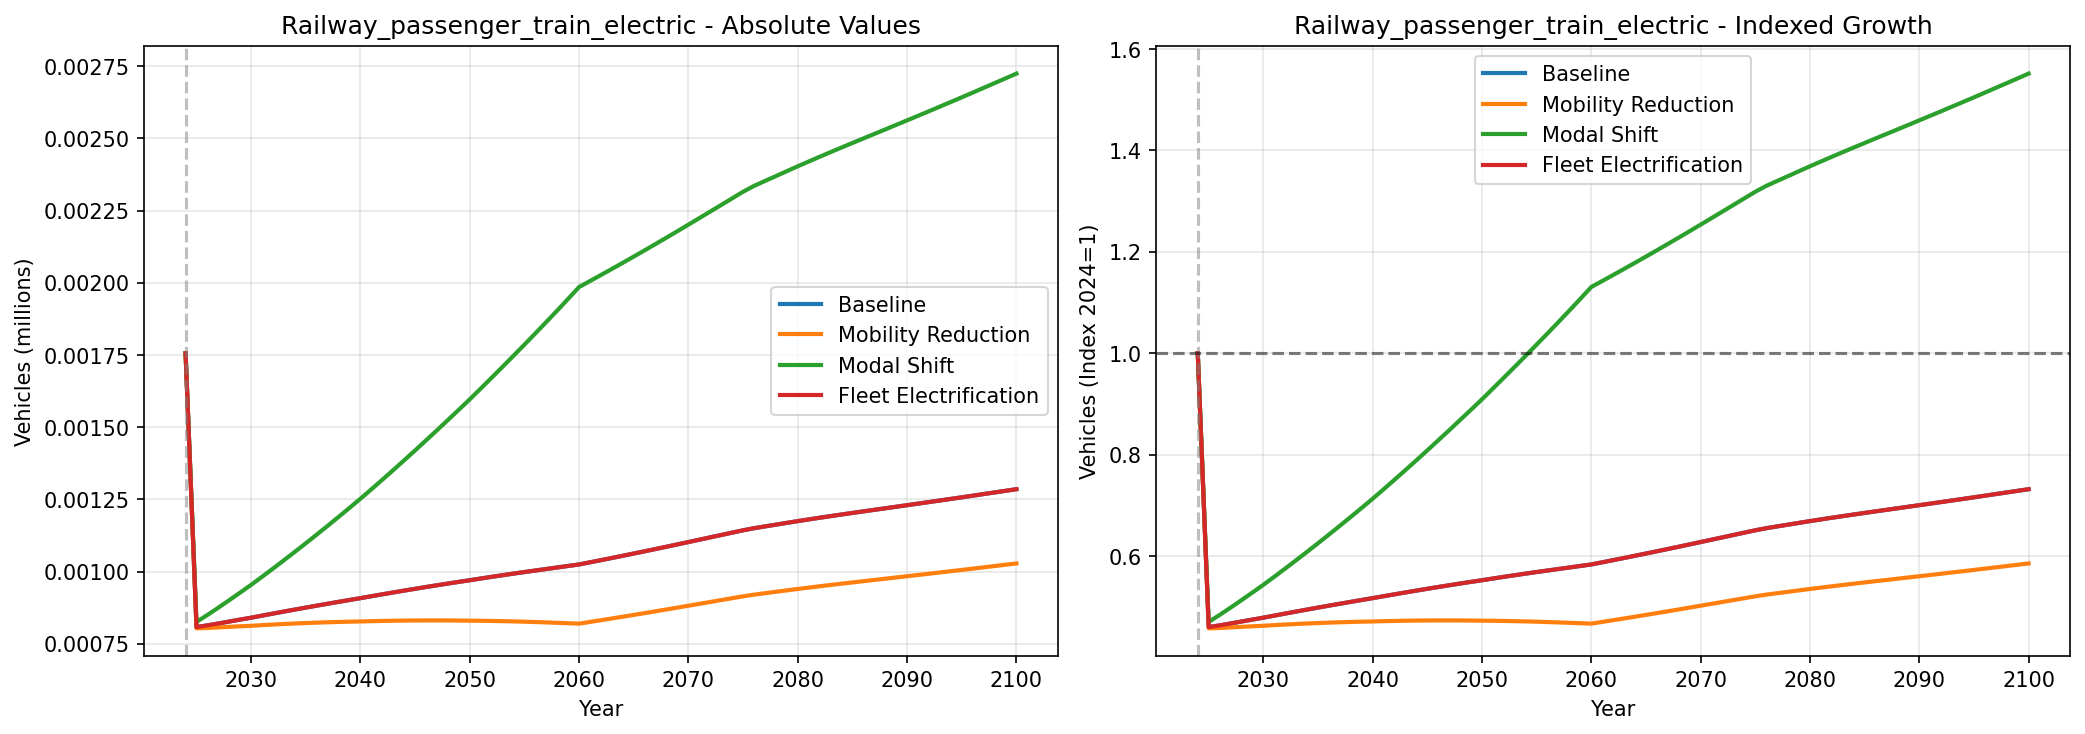 Railway_passenger_train_electric - Absolute Values
Vehicles (millions)
0.00275
0.00250
0.00225
0.00200
0.00175
0.00150
0.00125
0.00100
0.00075
Baseline
Mobility Reduction
Modal Shift
Fleet Electrification
2030 2040 2050 2060 2070 2080 2090 2100
Year
Railway_passenger_train_electric - Indexed Growth
Vehicles (Index 2024=1)
1.6
1.4
1.2
1.0
0.8
0.6
Baseline
Mobility Reduction
Modal Shift
Fleet Electrification
2030 2040 2050 2060 2070 2080 2090 2100
Year